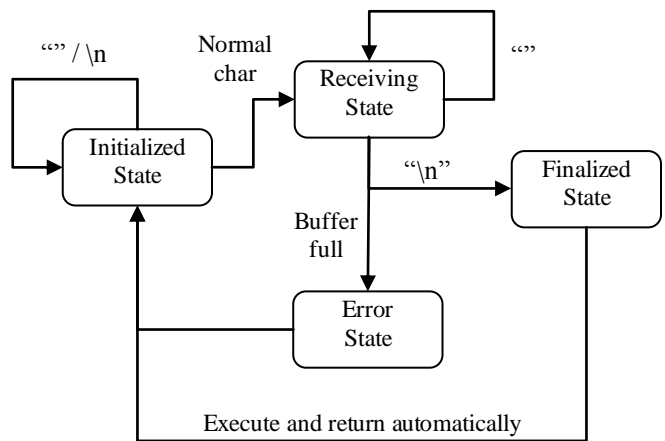 “” / \n
Normal
char
Receiving
State
“”
Initialized
State
“\n”
Finalized
State
Buffer
full
Error
State
Execute and return automatically